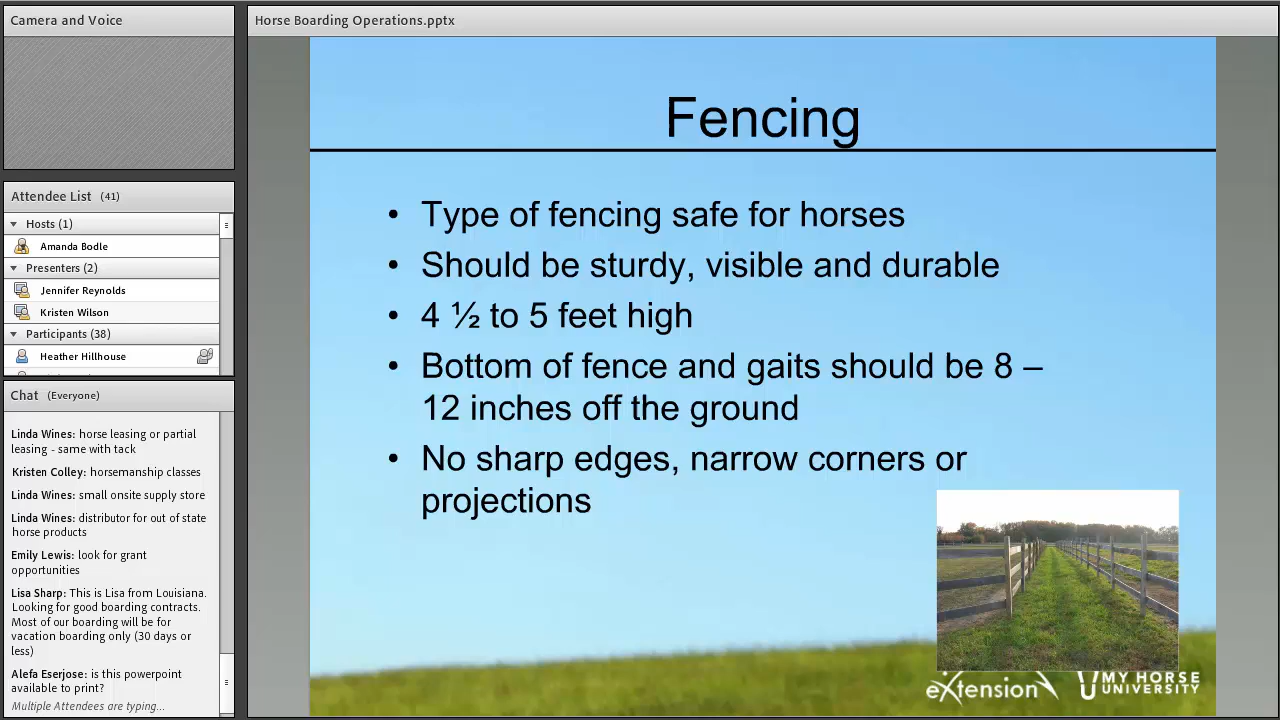 Camera and Voice
Attendee List (41)
Hosts (1)
Amanda Bodle
Presenters (2)
Jennifer Reynolds
Kristen Wilson
Participants (38)
Heather Hillhouse
Chat (Everyone)
Linda Wines: horse leasing or partial
leasing - same with tack
Kristen Colley: horsemanship classes
Linda Wines: small onsite supply store
Linda Wines: distributor for out of state
horse products
Emily Lewis: look for grant
opportunities
Lisa Sharp: This is Lisa from Louisiana.
Looking for good boarding contracts.
Most of our boarding will be for
vacation boarding only (30 days or
less)
Alefa Eserjose: is this powerpoint
available to print?
Multiple Attendees are typing...
Horse Boarding Operations.pptx
Fencing
• Type of fencing safe for horses
• Should be sturdy, visible and durable
• 4 ½ to 5 feet high
• Bottom of fence and gaits should be 8 –
12 inches off the ground
• No sharp edges, narrow corners or
projections
eXtension
MY HORSE
UNIVERSITY